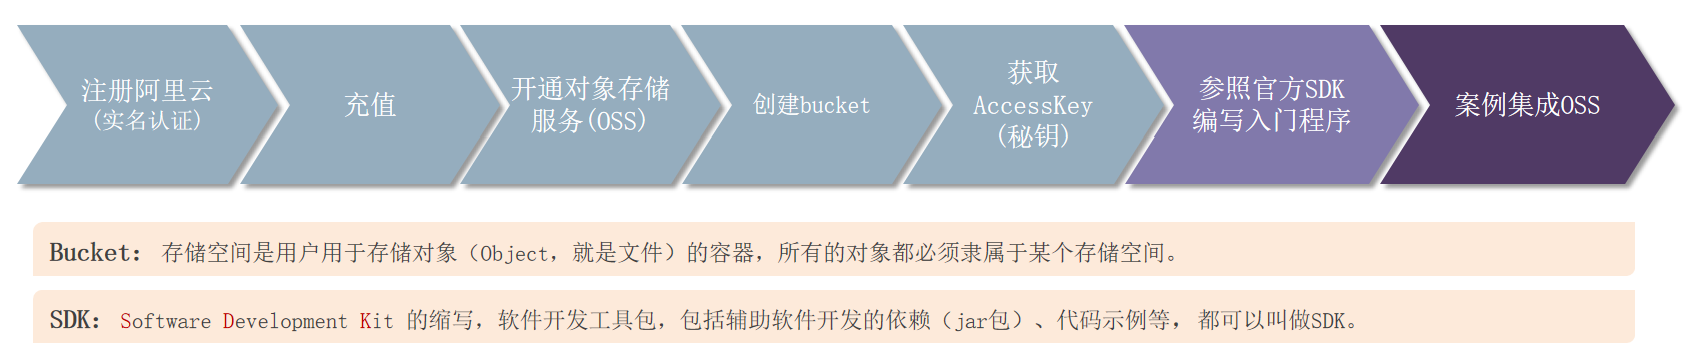 注册阿里云
(实名认证)
充值
开通对象存储
服务(OSS)
创建bucket
获取
AccessKey
(秘钥)
参照官方SDK
编写入门程序
案例集成OSS
Bucket：存储空间是用户用于存储对象（Object，就是文件）的容器，所有的对象都必须隶属于某个存储空间。
SDK：Software Development Kit 的缩写，软件开发工具包，包括辅助软件开发的依赖（jar包）、代码示例等，都可以叫做SDK。